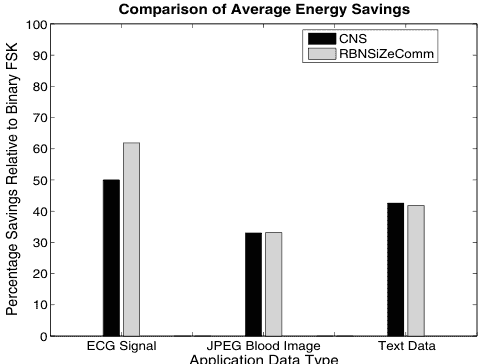 Comparison of Average Energy Savings
Percentage Savings Relative to Binary FSK
100
90
80
70
60
50
40
30
20
10
0
CNS
RBNSiZeComm
ECG Signal
JPEG Blood Image
Text Data
Application Data Type